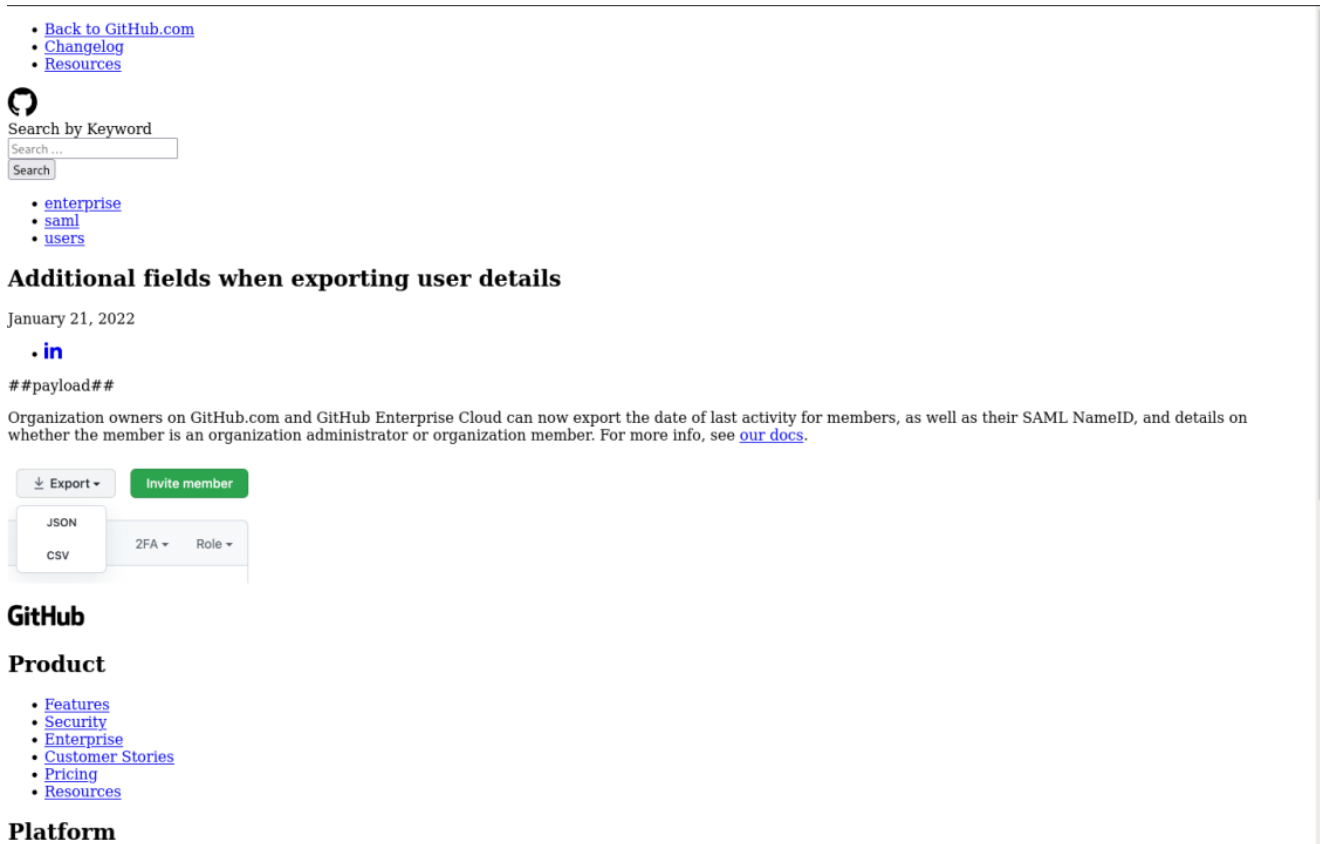 Back to GitHub.com
Changelog
Resources
Search by Keyword
Search ...
Search
enterprise
saml
users
Additional fields when exporting user details
January 21, 2022
in
##payload##
Organization owners on GitHub.com and GitHub Enterprise Cloud can now export the date of last activity for members, as well as their SAML NameID, and details on
whether the member is an organization administrator or organization member. For more info, see our docs.
Export Invite member
JSON
2FA Role
CSV
GitHub
Product
Features
Security
Enterprise
Customer Stories
Pricing
Resources
Platform